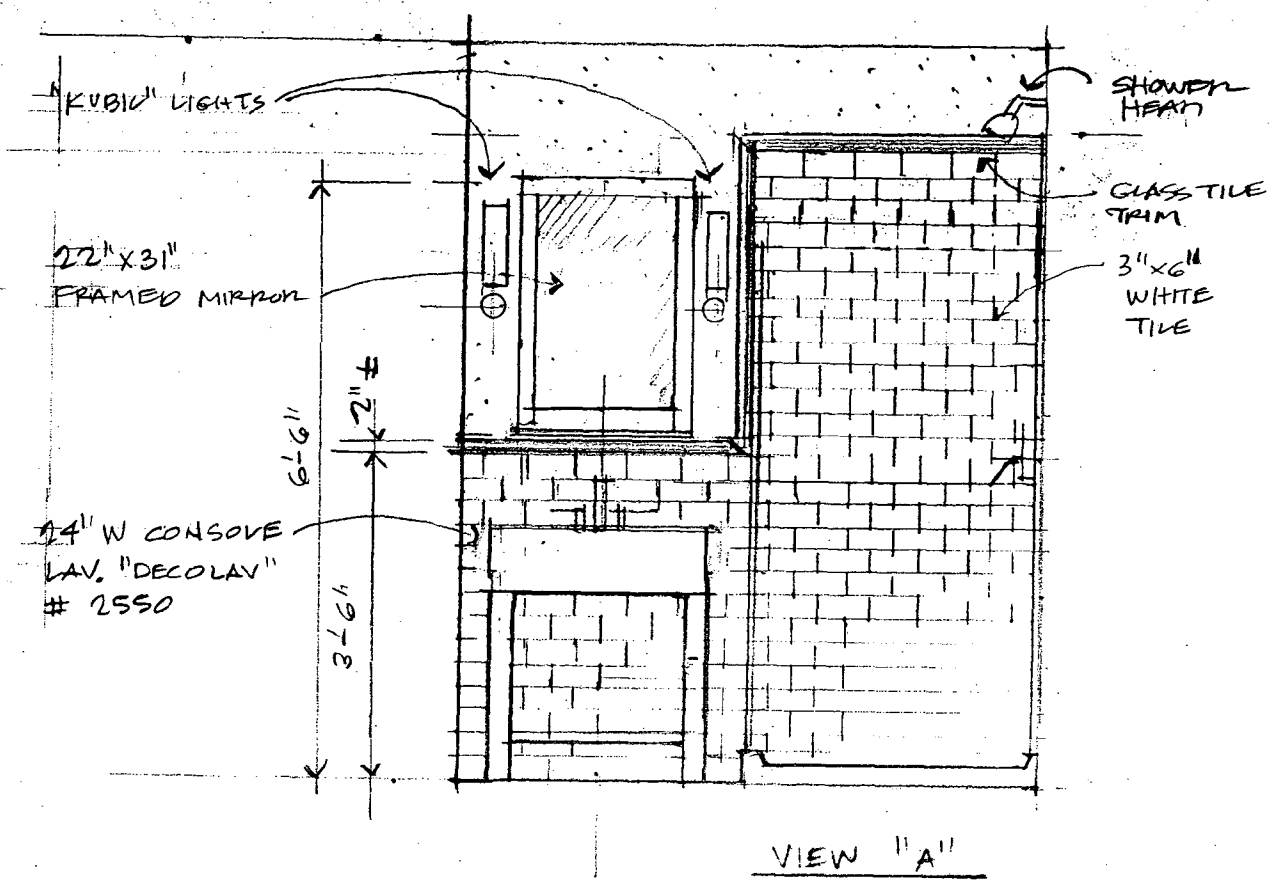 "KUBIC" LIGHTS
SHOWER
HEAD
GLASS TILE
TRIM
22"X31"
FRAMED MIRROR
3"x6"
WHITE
TILE
2" ±
6'-6"
24" W CONSOLE
LAV. "DECOLAV"
# 2550
3'-6"
VIEW "A"